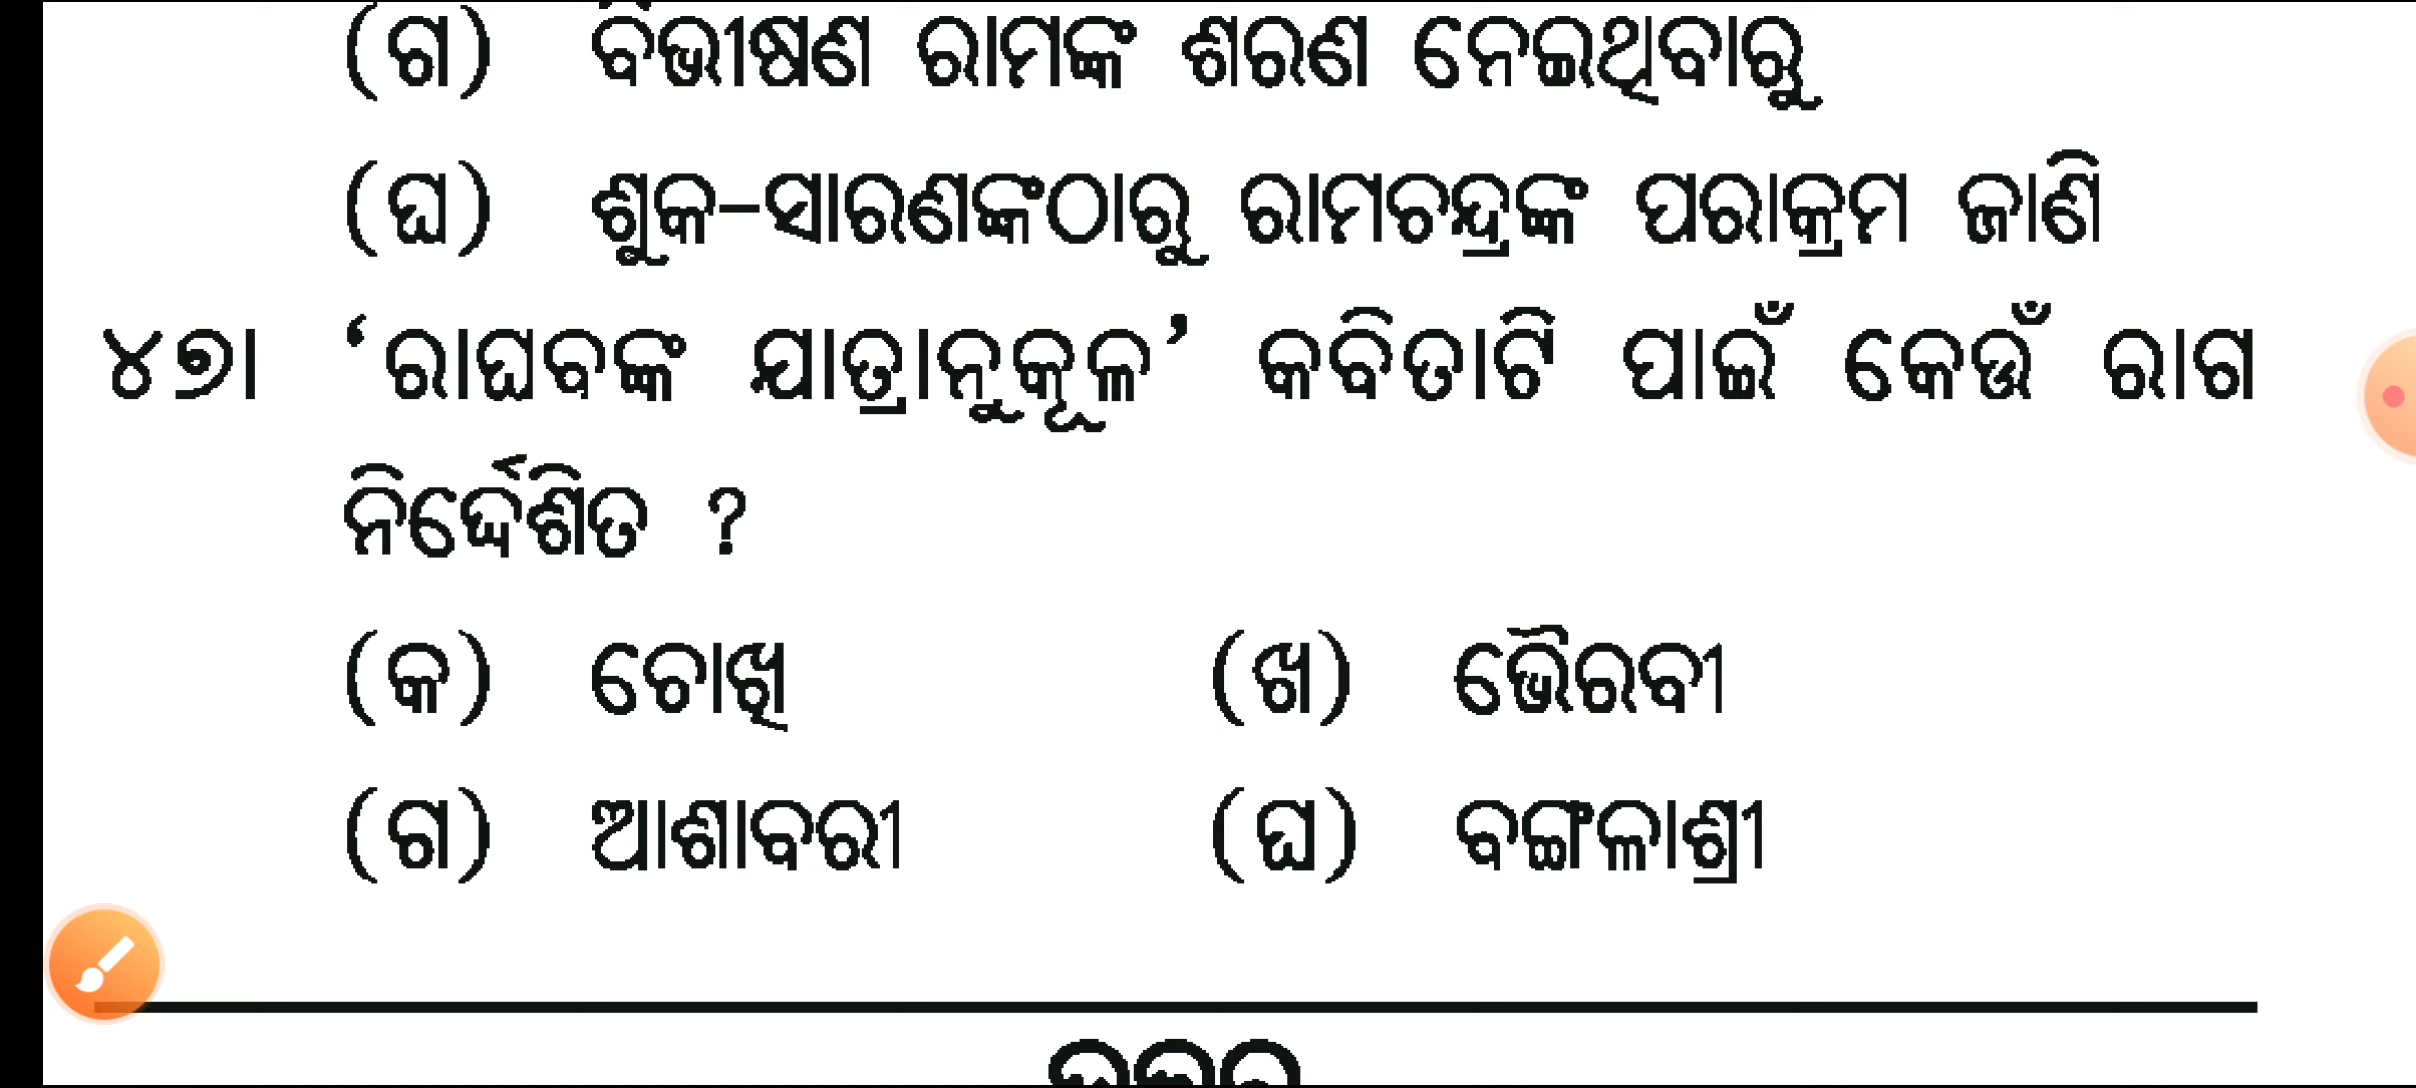 (ଗ) ବିଭୀଷଣ ରାମଙ୍କ ଶରଣ ନେଇଥିବାରୁ
(ଘ) ଶୁକ-ସାରଣଙ୍କଠାରୁ ରାମଚନ୍ଦ୍ରଙ୍କ ପରାକ୍ରମ ଜାଣି
୪୭। ‘ରାଘବଙ୍କ ଯାତ୍ରାନୁକୂଳ’ କବିତାଟି ପାଇଁ କେଉଁ ରାଗ
ନିର୍ଦ୍ଦେଶିତ ?
(କ) ଚୋଖି (ଖ) ଭୈରବୀ
(ଗ) ଆଶାବରୀ (ଘ) ବଙ୍ଗଳାଶ୍ରୀ